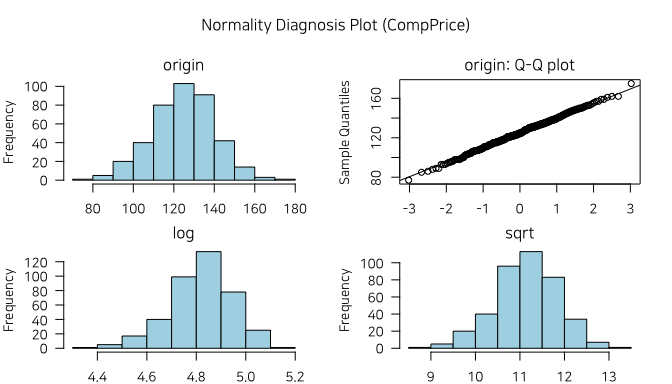 Normality Diagnosis Plot (CompPrice)
origin
Frequency
100
80
60
40
20
0
80 100 120 140 160 180
origin: Q-Q plot
Sample Quantiles
160
120
80
-3 -2 -1 0 1 2 3
log
Frequency
120
100
80
60
40
20
0
4.4 4.6 4.8 5.0 5.2
sqrt
Frequency
100
80
60
40
20
0
9 10 11 12 13